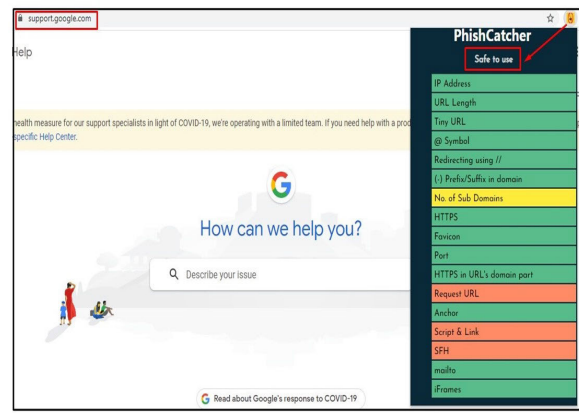 support.google.com
PhishCatcher
Safe to use
Help
health measure for our support specialists in light of COVID-19, we're operating with a limited team. If you need help with a prod
specific Help Center.
G
How can we help you?
Describe your issue
G Read about Google's response to COVID-19
IP Address
URL Length
Tiny URL
@ Symbol
Redirecting using //
(-) Prefix/Suffix in domain
No. of Sub Domains
HTTPS
Favicon
Port
HTTPS in URL's domain part
Request URL
Anchor
Script & Link
SFH
mailto
iFrames